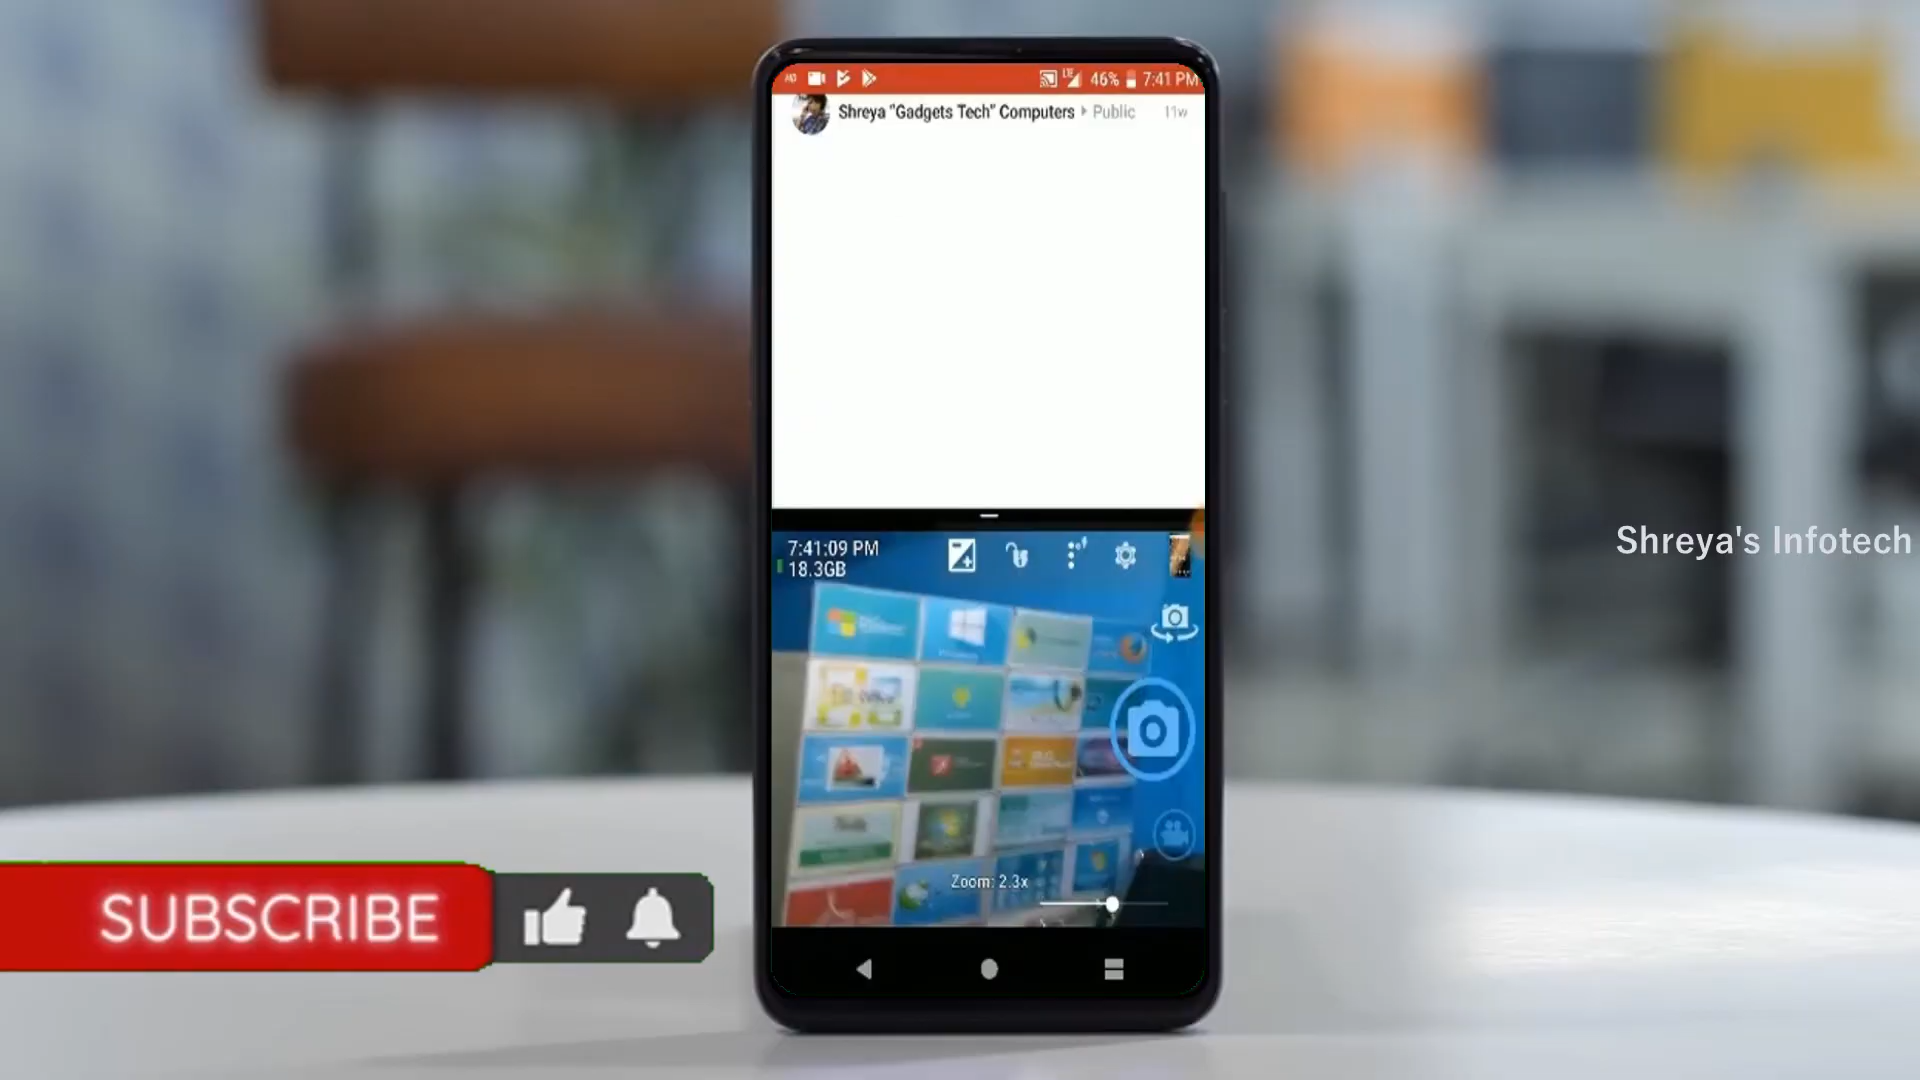 46% 7:41 PM
Shreya "Gadgets Tech" Computers Public 11w
7:41:09 PM
18.3GB
Zoom: 2.3x
Shreya's Infotech
SUBSCRIBE